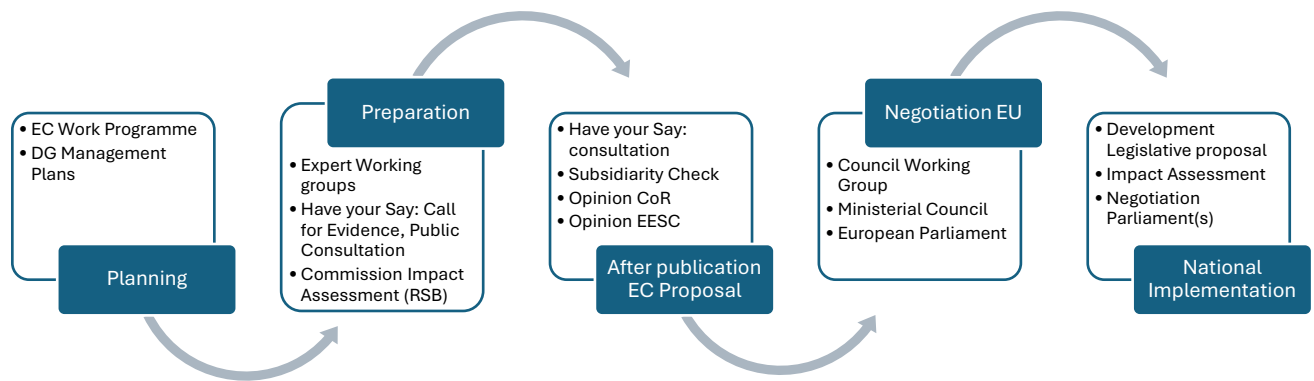 • EC Work Programme
• DG Management
Plans
Planning
Preparation
• Expert Working
groups
• Have your Say: Call
for Evidence, Public
Consultation
• Commission Impact
Assessment (RSB)
• Have your Say:
consultation
• Subsidiarity Check
• Opinion CoR
• Opinion EESC
After publication
EC Proposal
Negotiation EU
• Council Working
Group
• Ministerial Council
• European Parliament
• Development
Legislative proposal
• Impact Assessment
• Negotiation
Parliament(s)
National
Implementation